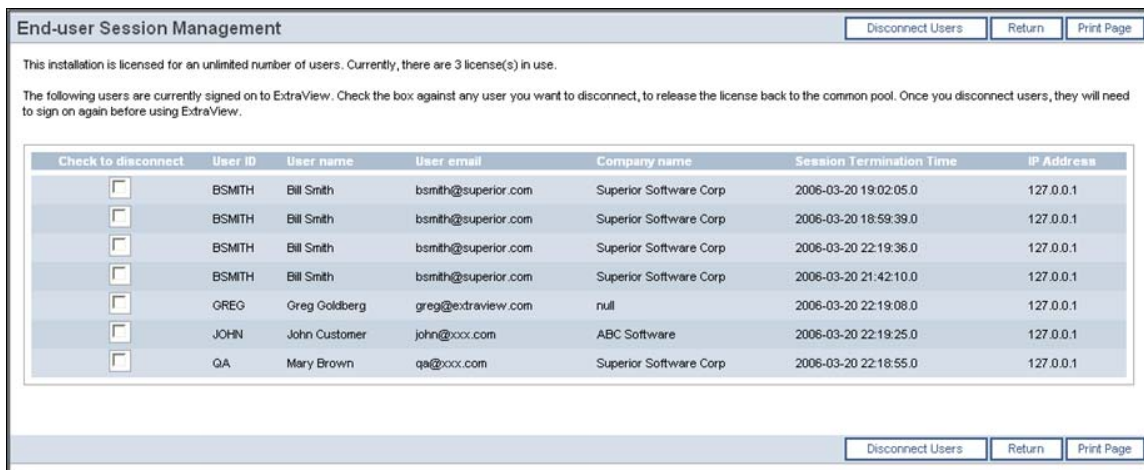 End-user Session Management
Disconnect Users Return Print Page
This installation is licensed for an unlimited number of users. Currently, there are 3 license(s) in use.
The following users are currently signed on to ExtraView. Check the box against any user you want to disconnect, to release the license back to the common pool. Once you disconnect users, they will need
to sign on again before using ExtraView.
Check to disconnect User ID User name User email Company name Session Termination Time IP Address
BSMITH Bill Smith bsmith@superior.com Superior Software Corp 2006-03-20 19:02:05.0 127.0.0.1
BSMITH Bill Smith bsmith@superior.com Superior Software Corp 2006-03-20 18:59:39.0 127.0.0.1
BSMITH Bill Smith bsmith@superior.com Superior Software Corp 2006-03-20 22:19:36.0 127.0.0.1
BSMITH Bill Smith bsmith@superior.com Superior Software Corp 2006-03-20 21:42:10.0 127.0.0.1
GREG Greg Goldberg greg@extraview.com null 2006-03-20 22:19:08.0 127.0.0.1
JOHN John Customer john@xxx.com ABC Software 2006-03-20 22:19:25.0 127.0.0.1
QA Mary Brown qa@xxx.com Superior Software Corp 2006-03-20 22:18:55.0 127.0.0.1
Disconnect Users Return Print Page